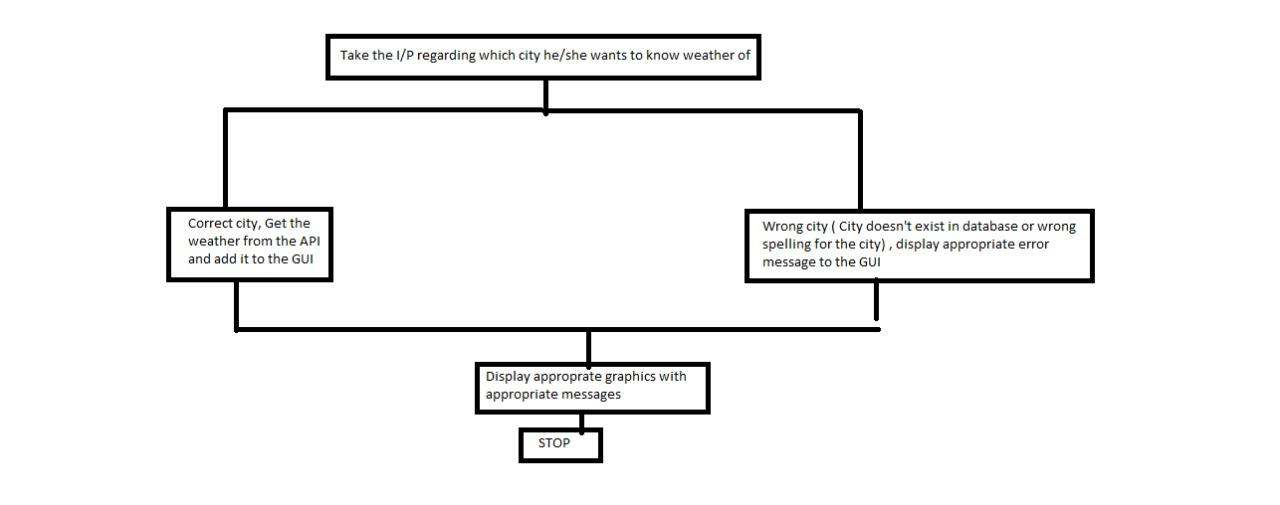 Take the I/P regarding which city he/she wants to know weather of
Correct city, Get the
weather from the API
and add it to the GUI
Wrong city ( City doesn't exist in database or wrong
spelling for the city) , display appropriate error
message to the GUI
Display approprate graphics with
appropriate messages
STOP